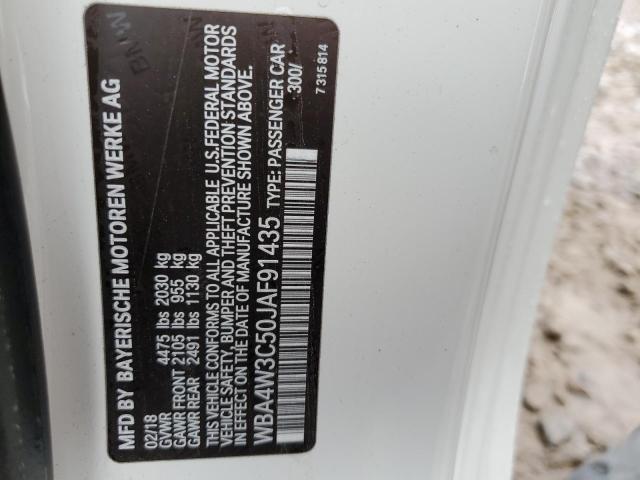 MFD BY BAYERISCHE MOTOREN WERKE AG
02/18
GVWR 4475 lbs 2030 kg
GAWR FRONT 2105 lbs 955 kg
GAWR REAR 2491 lbs 1130 kg
THIS VEHICLE CONFORMS TO ALL APPLICABLE U.S.FEDERAL MOTOR
VEHICLE SAFETY, BUMPER AND THEFT PREVENTION STANDARDS
IN EFFECT ON THE DATE OF MANUFACTURE SHOWN ABOVE.
WBA4W3C50JAF91435 TYPE: PASSENGER CAR
300/
7 315 814
BMW